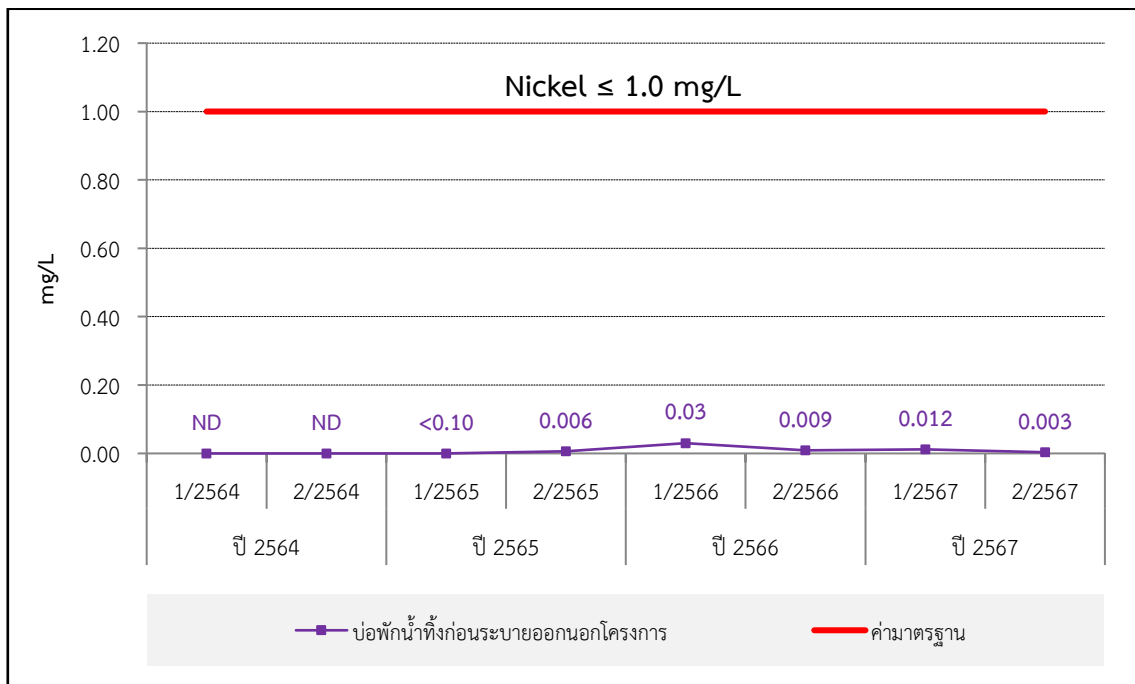 1.20
Nickel ≤ 1.0 mg/L
1.00
0.80
0.60
mg/L
0.40
0.20
ND ND <0.10 0.006 0.03 0.009 0.012 0.003
0.00
1/2564 2/2564 1/2565 2/2565 1/2566 2/2566 1/2567 2/2567
ปี 2564 ปี 2565 ปี 2566 ปี 2567
บ่อพักน้ำทิ้งก่อนระบายออกนอกโครงการ ค่ามาตรฐาน